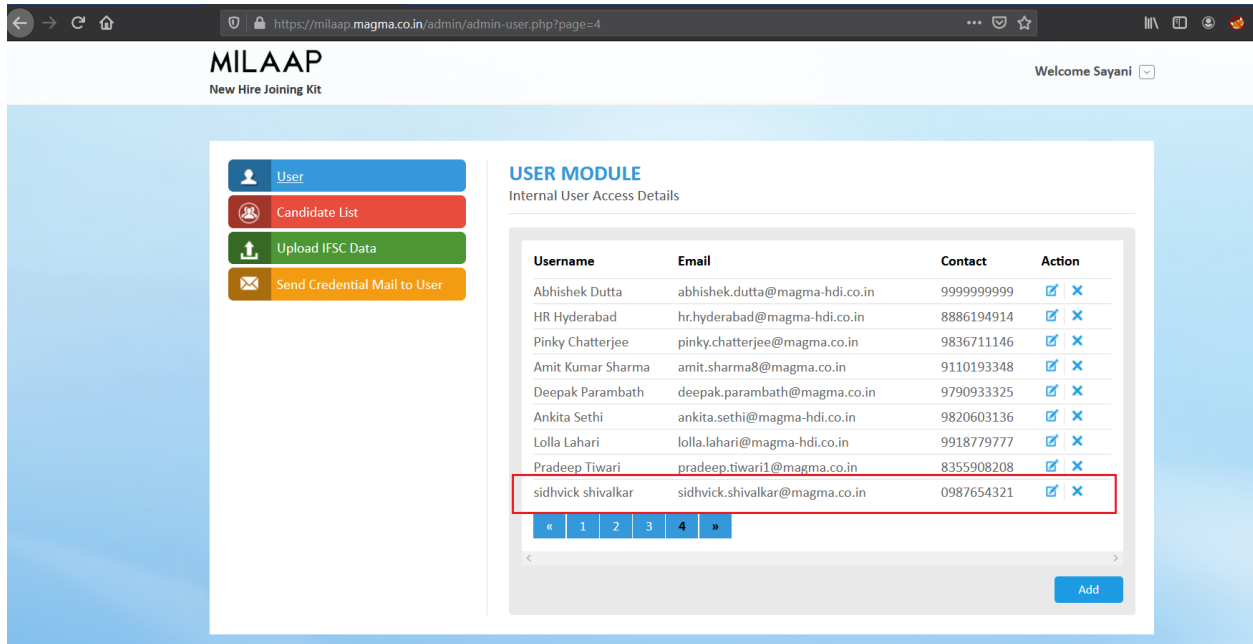 https://milaap.magma.co.in/admin/admin-user.php?page=4
MILAAP
New Hire Joining Kit
Welcome Sayani
User
Candidate List
Upload IFSC Data
Send Credential Mail to User
USER MODULE
Internal User Access Details
Username Email Contact Action
Abhishek Dutta abhishek.dutta@magma-hdi.co.in 9999999999
HR Hyderabad hr.hyderabad@magma-hdi.co.in 8886194914
Pinky Chatterjee pinky.chatterjee@magma.co.in 9836711146
Amit Kumar Sharma amit.sharma8@magma.co.in 9110193348
Deepak Parambath deepak.parambath@magma.co.in 9790933325
Ankita Sethi ankita.sethi@magma-hdi.co.in 9820603136
Lolla Lahari lolla.lahari@magma-hdi.co.in 9918779777
Pradeep Tiwari pradeep.tiwari1@magma.co.in 8355908208
sidhvick shivalkar sidhvick.shivalkar@magma.co.in 0987654321
« 1 2 3 4 »
Add